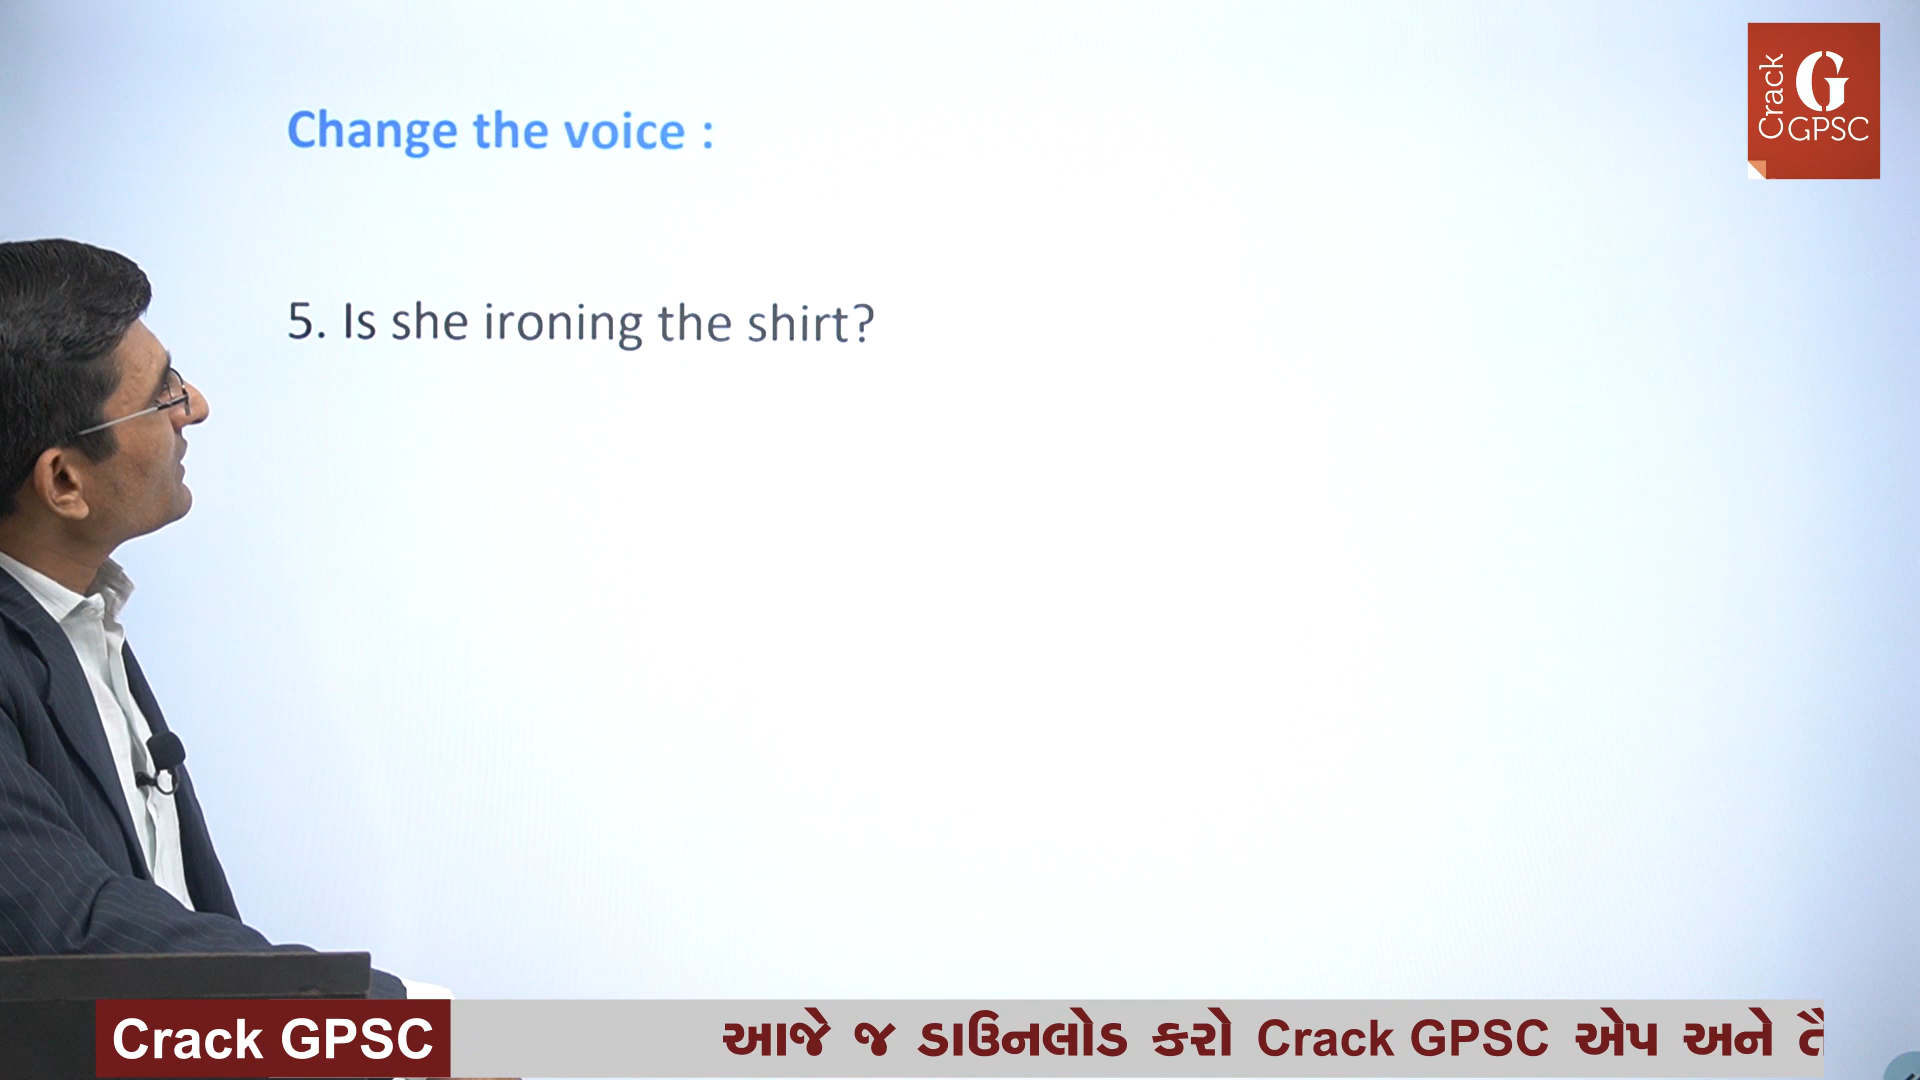 Change the voice :
5. Is she ironing the shirt?
Crack
G
GPSC
Crack GPSC
આજે જ ડાઉનલોડ કરો Crack GPSC એપ અને